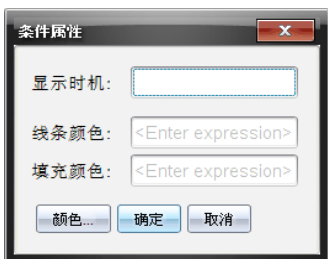 条件属性
显示时机:
线条颜色: <Enter expression>
填充颜色: <Enter expression>
颜色... 确定 取消